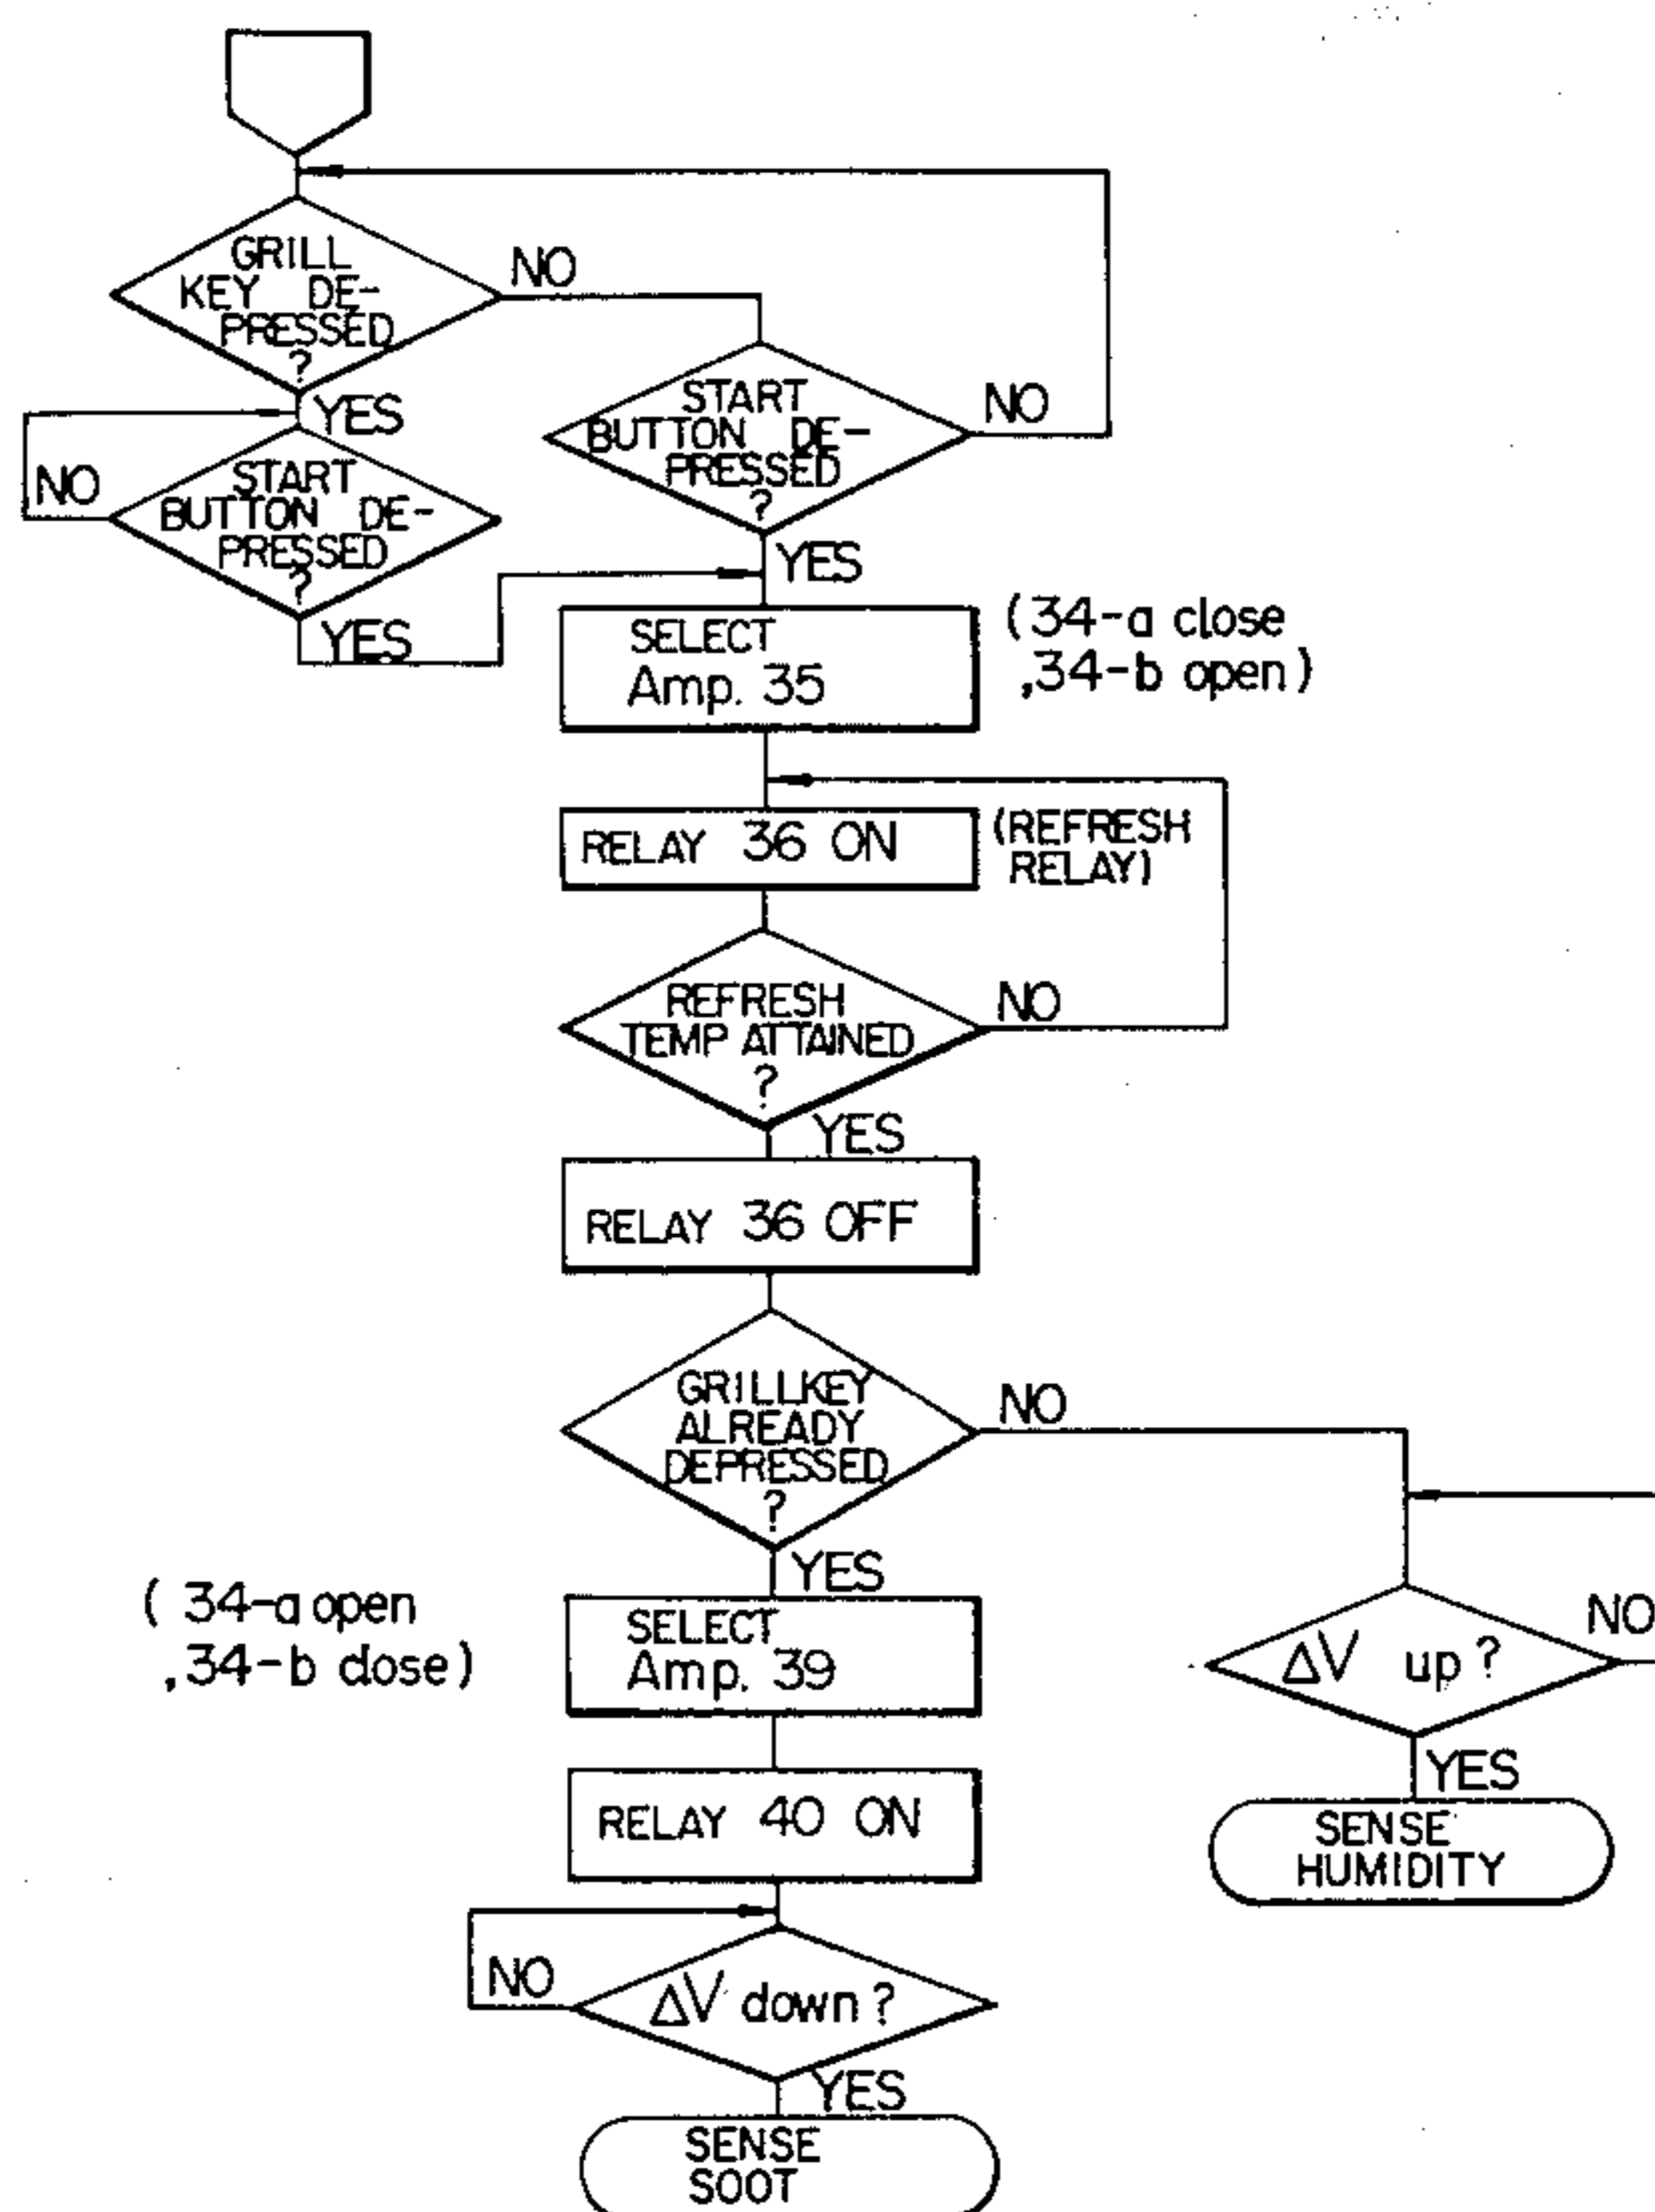 GRILL
KEY DE-
PRESSED
?
NO
YES
START
BUTTON DE-
PRESSED
?
NO
YES
START
BUTTON DE-
PRESSED
?
NO
YES
SELECT
Amp. 35
(34-a close
,34-b open)
RELAY 36 ON
(REFRESH
RELAY)
REFRESH
TEMP ATTAINED
?
NO
YES
RELAY 36 OFF
GRILLKEY
ALREADY
DEPRESSED
?
NO
YES
( 34-a open
,34-b close)
SELECT
Amp. 39
RELAY 40 ON
ΔV down ?
NO
YES
SENSE
SOOT
ΔV up ?
NO
YES
SENSE
HUMIDITY